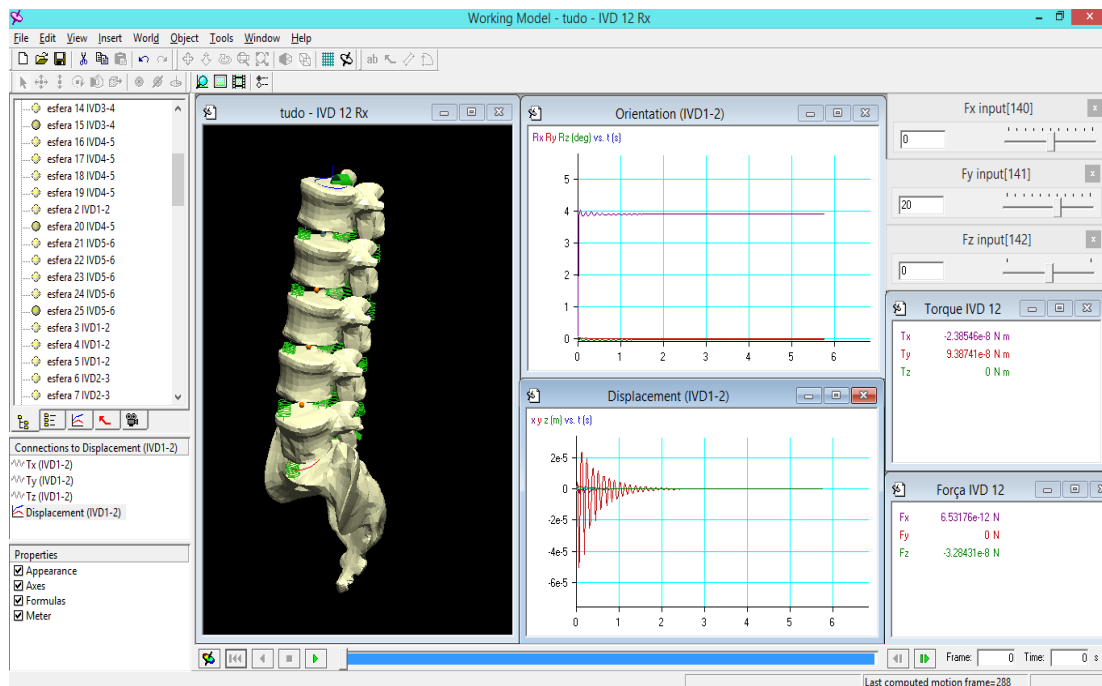 Working Model - tudo - IVD 12 Rx
File Edit View Insert World Object Tools Window Help
ab
esfera 14 IVD3-4
esfera 15 IVD3-4
esfera 16 IVD4-5
esfera 17 IVD4-5
esfera 18 IVD4-5
esfera 19 IVD4-5
esfera 2 IVD1-2
esfera 20 IVD4-5
esfera 21 IVD5-6
esfera 22 IVD5-6
esfera 23 IVD5-6
esfera 24 IVD5-6
esfera 25 IVD5-6
esfera 3 IVD1-2
esfera 4 IVD1-2
esfera 5 IVD1-2
esfera 6 IVD2-3
esfera 7 IVD2-3
Connections to Displacement (IVD1-2)
Tx (IVD1-2)
Ty (IVD1-2)
Tz (IVD1-2)
Displacement (IVD1-2)
Properties
Appearance
Axes
Formulas
Meter
tudo - IVD 12 Rx
Orientation (IVD1-2)
Rx Ry Rz (deg) vs. t (s)
5
4
3
2
1
0
0 1 2 3 4 5 6
Displacement (IVD1-2)
x y z (m) vs. t (s)
2e-5
0
-2e-5
-4e-5
-6e-5
0 1 2 3 4 5 6
Fx input[140]
0
Fy input[141]
20
Fz input[142]
0
Torque IVD 12
Tx -2.38546e-8 N m
Ty 9.38741e-8 N m
Tz 0 N m
Força IVD 12
Fx 6.53176e-12 N
Fy 0 N
Fz -3.28431e-8 N
Frame: 0 Time: 0 s
Last computed motion frame=288